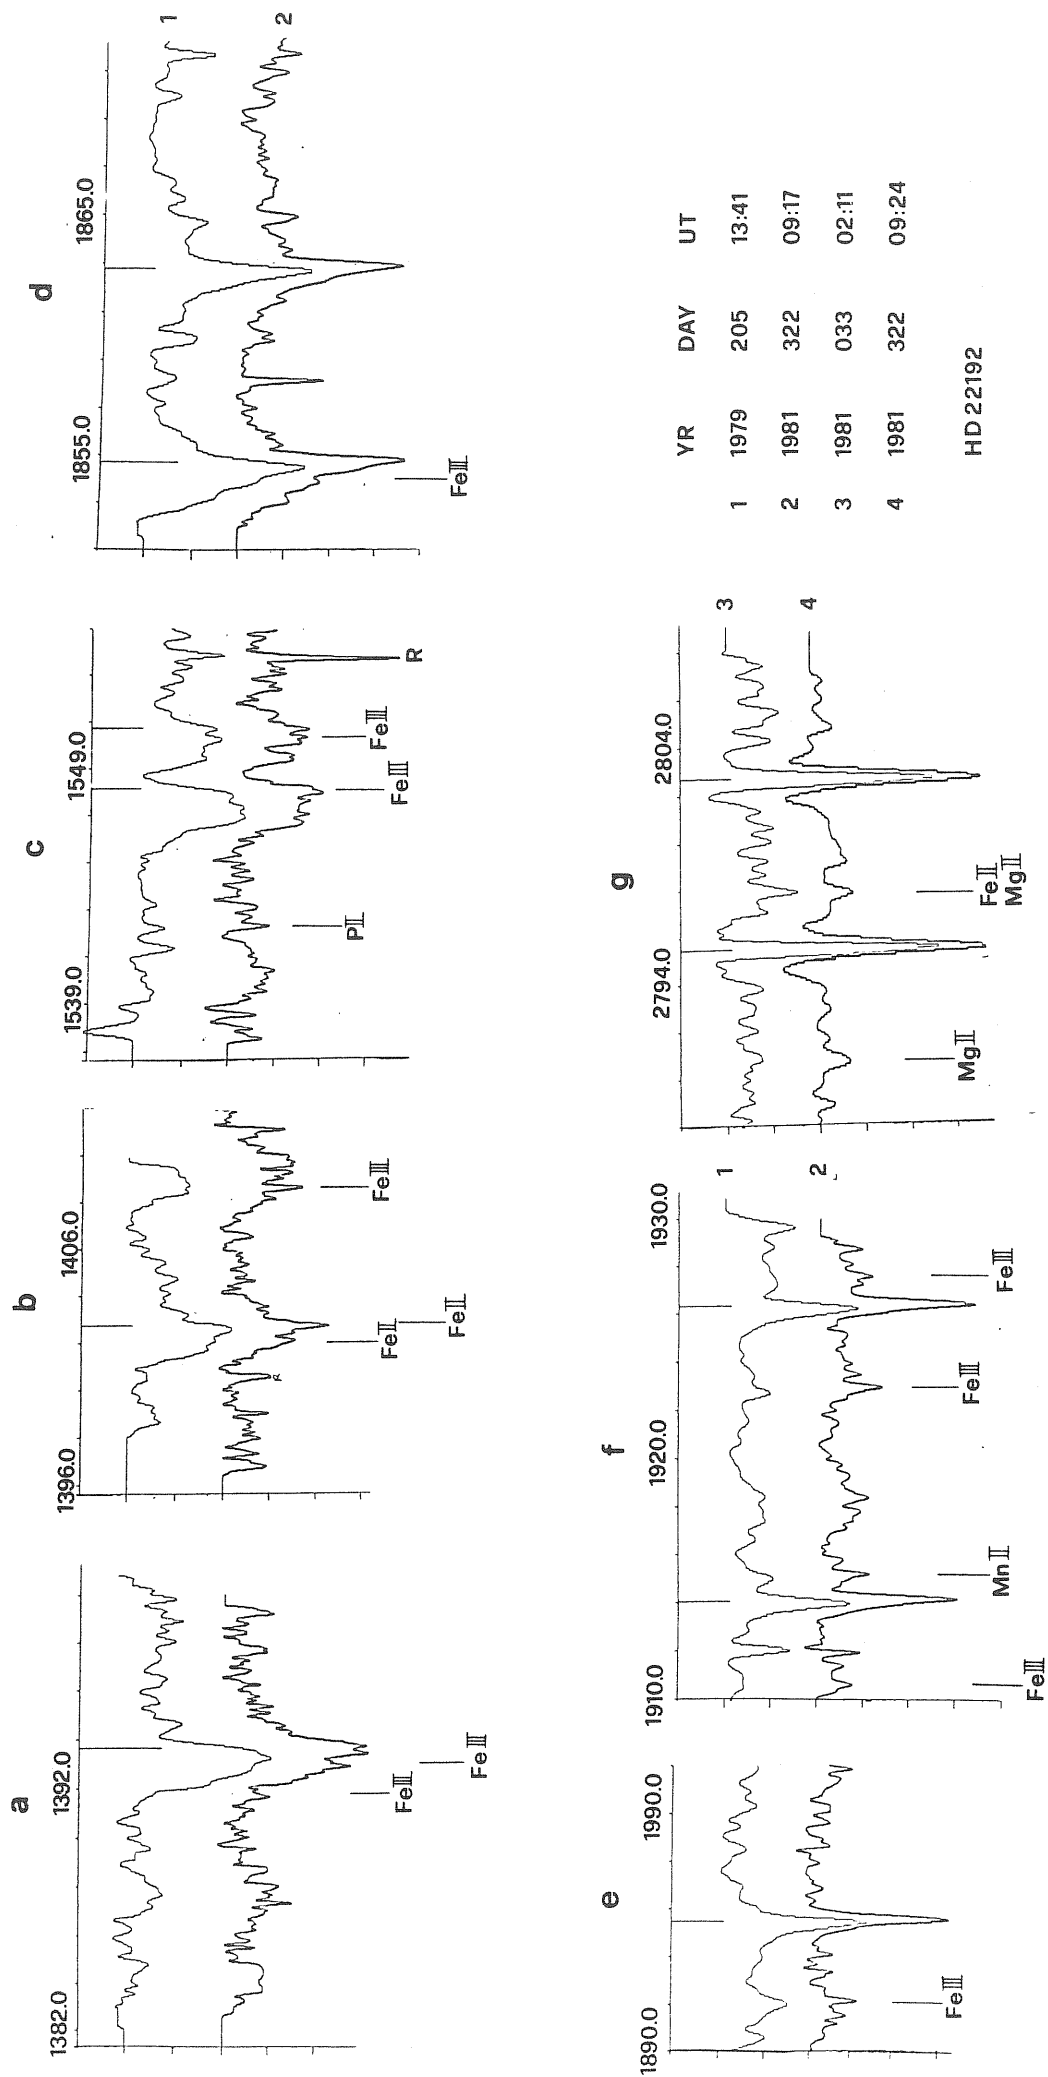 a
1382.0 1392.0
Fe III
Fe III
b
1396.0 1406.0
Fe II
Fe III
Fe III
R
c
1539.0 1549.0
P II
Fe III
Fe III
R
d
1855.0 1865.0
1
2
Fe III
e
1890.0 1990.0
Fe III
f
1910.0 1920.0 1930.0
1
2
Fe III
Mn II
Fe III
Fe III
g
2794.0 2804.0
3
4
Mg II
Fe II
Mg II
YR DAY UT
1 1979 205 13:41
2 1981 322 09:17
3 1981 033 02:11
4 1981 322 09:24
HD 22192